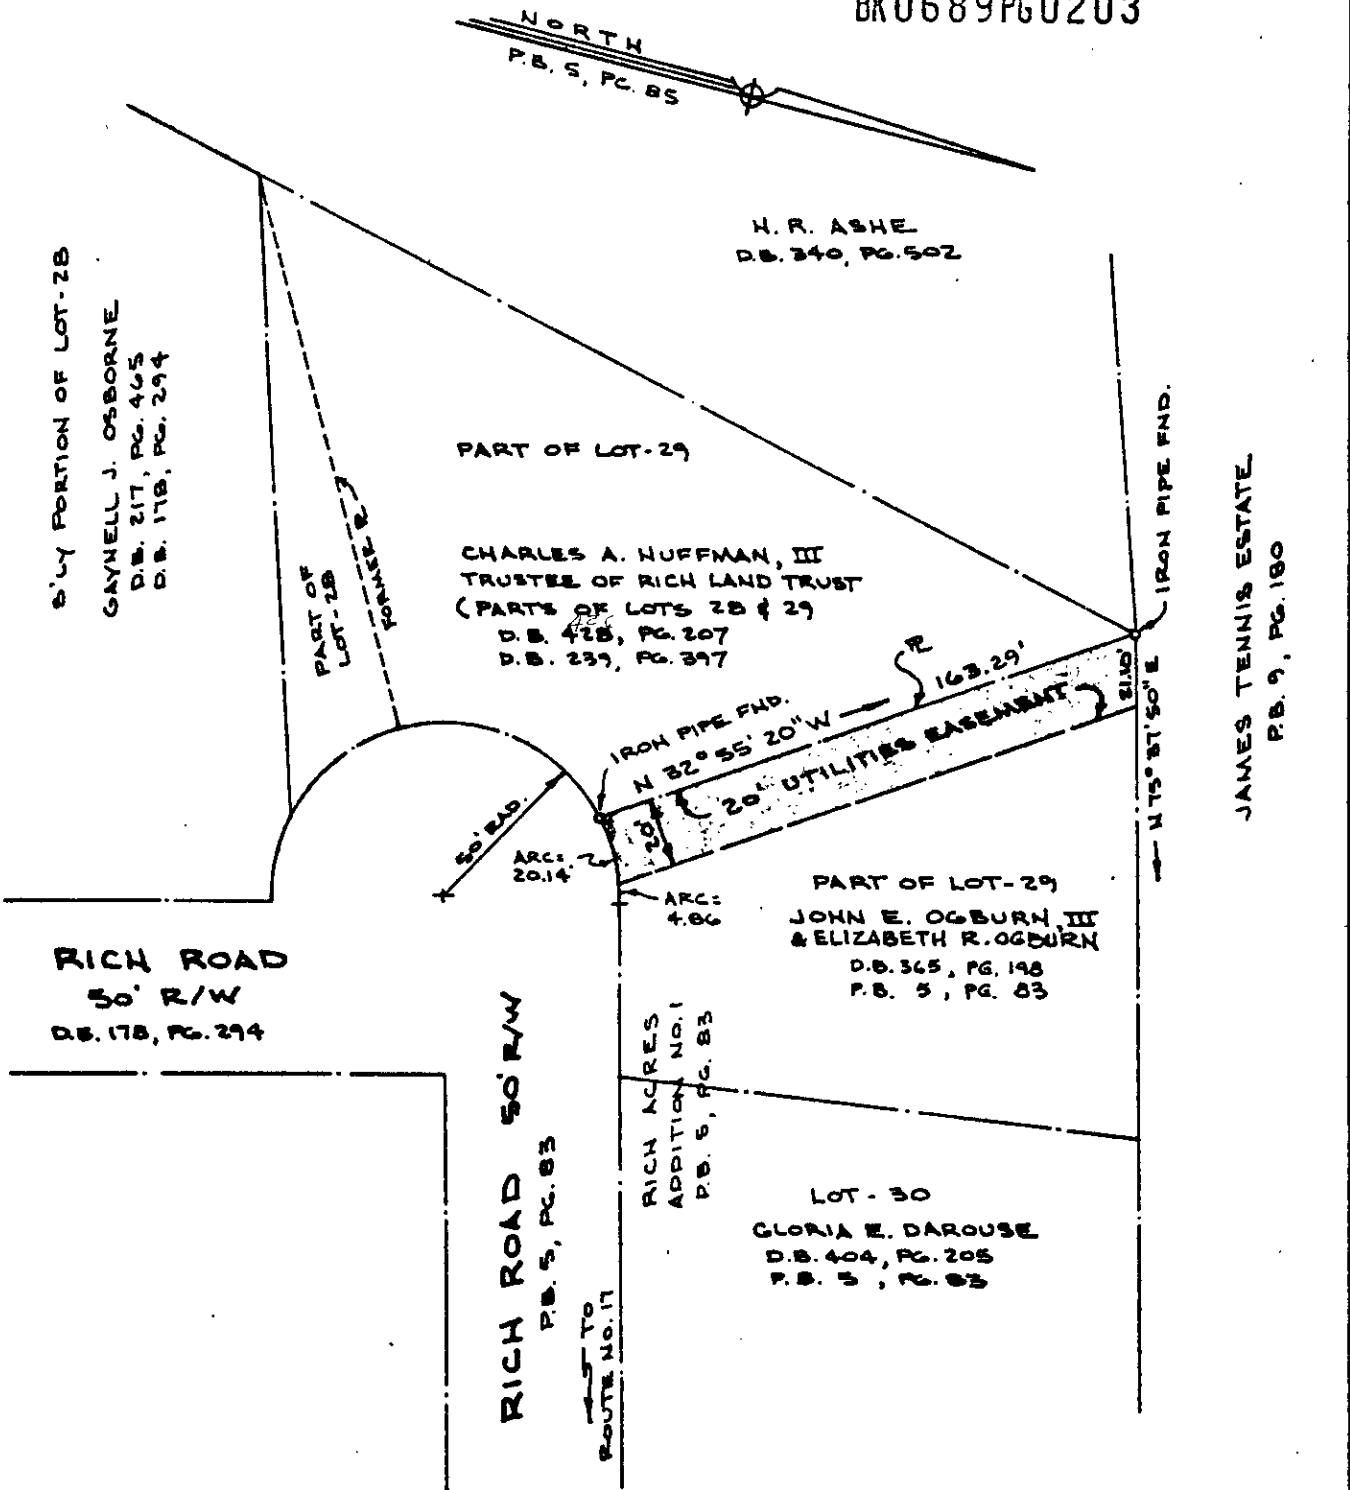 BK0689PG0203
NORTH
P.B. 5, PG. 85
H. R. ASHE
D.B. 340, PG. 502
S'LY PORTION OF LOT-28
GAYNELL J. OSBORNE
D.B. 217, PG. 465
D.B. 178, PG. 294
PART OF LOT-29
FORMER PL
PART OF
LOT-28
CHARLES A. HUFFMAN, III
TRUSTEE OF RICH LAND TRUST
(PARTS OF LOTS 28 & 29
D.B. 428, PG. 207
D.B. 239, PG. 397
IRON PIPE FND.
JAMES TENNIS ESTATE
P.B. 9, PG. 180
PL
163.29'
N 32° 55' 20" W
IRON PIPE FND.
20' UTILITIES EASEMENT
21.10'
N 75° 37' 50" E
20'
50' RAD.
ARC=
20.14'
ARC=
4.86
PART OF LOT-29
JOHN E. OGBURN, III
& ELIZABETH R. OGBURN
D.B. 365, PG. 198
P.B. 5, PG. 83
RICH ROAD
50' R/W
D.B. 178, PG. 294
RICH ROAD 50' R/W
P.B. 5, PG. 83
TO
ROUTE NO. 17
RICH ACRES
ADDITION NO. 1
P.B. 5, PG. 83
LOT - 30
GLORIA E. DAROUSE
D.B. 404, PG. 205
P.B. 5, PG. 83